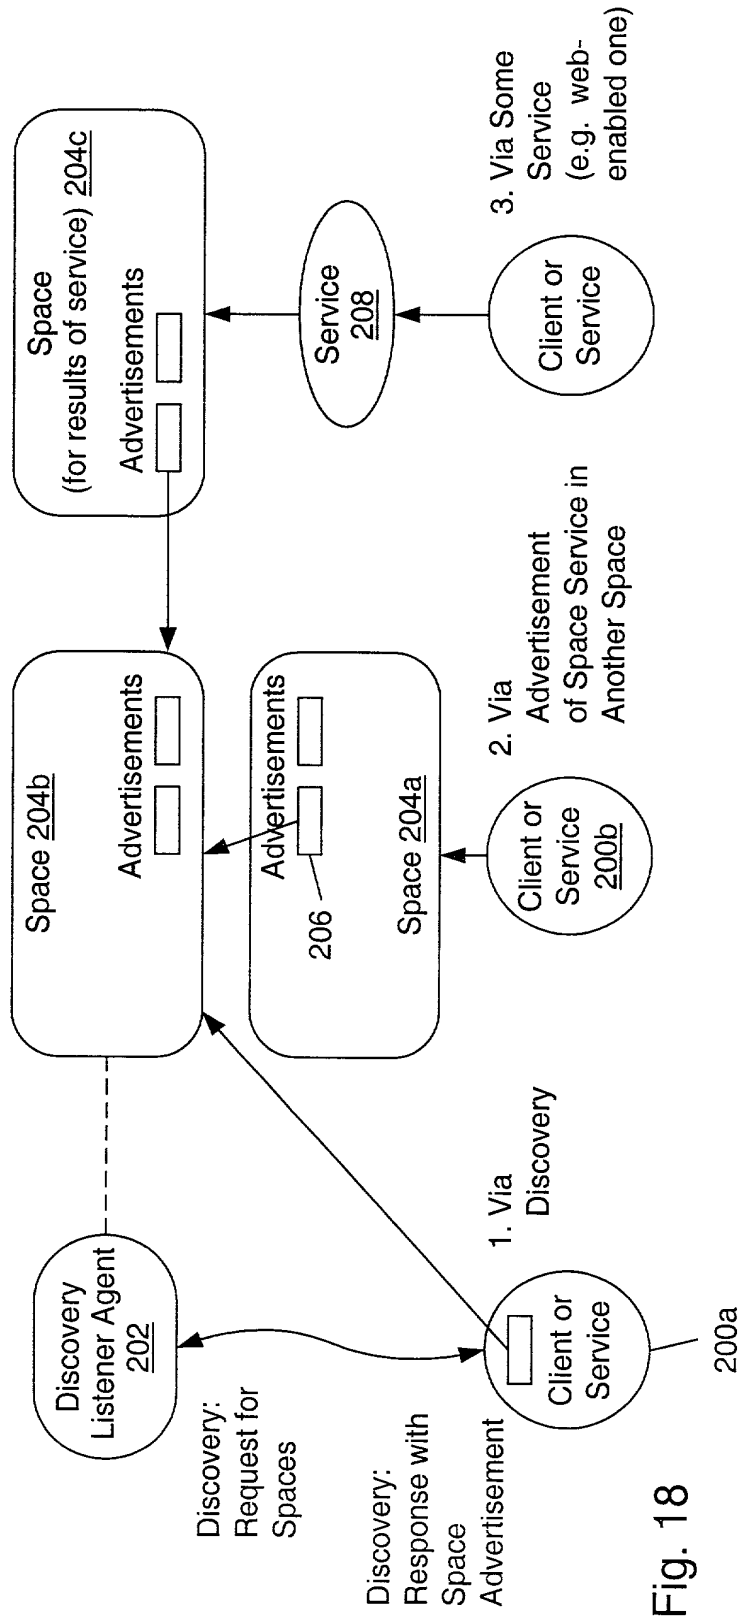 Discovery
Listener Agent
202
Discovery:
Request for
Spaces
Discovery:
Response with
Space
Advertisement
Client or
Service
200a
1. Via
Discovery
Space 204b
Advertisements
Advertisements
206
Space 204a
Client or
Service
200b
2. Via
Advertisement
of Space Service in
Another Space
Space
(for results of service) 204c
Advertisements
Service
208
Client or
Service
3. Via Some
Service
(e.g. web-
enabled one)
Fig. 18